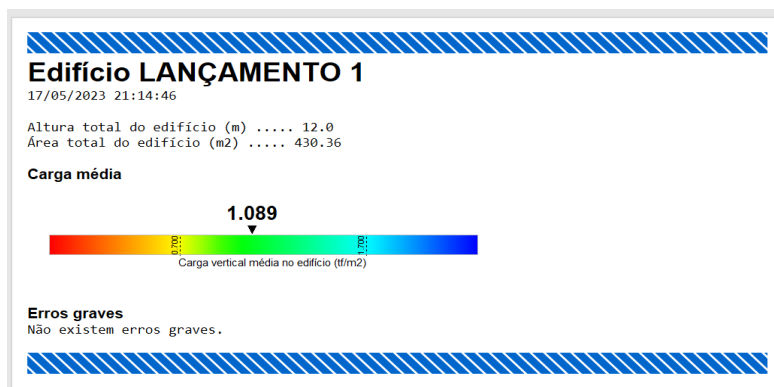 Edifício LANÇAMENTO 1
17/05/2023 21:14:46
Altura total do edifício (m) ..... 12.0
Área total do edifício (m2) ..... 430.36
Carga média
1.089
0.700 1.700
Carga vertical média no edifício (tf/m2)
Erros graves
Não existem erros graves.